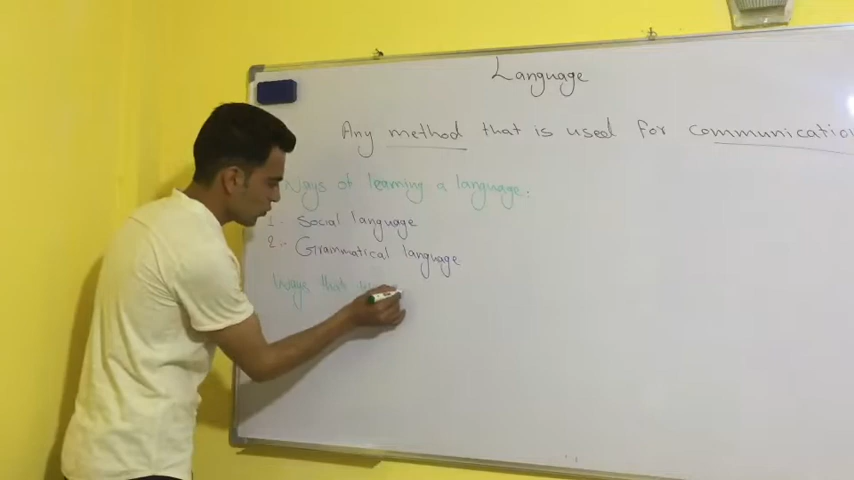 Language
Any method that is used for communication
Ways of learning a language:
1- Social language
2- Grammatical language
Ways that